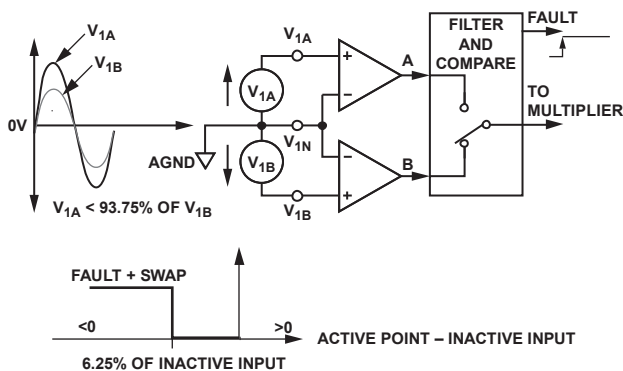 V1A
V1B
0V
V1A < 93.75% OF V1B
V1A
V1A
AGND
V1N
V1B
V1B
+
–
–
+
A
B
FILTER
AND
COMPARE
FAULT
TO
MULTIPLIER
FAULT + SWAP
<0
>0
ACTIVE POINT – INACTIVE INPUT
6.25% OF INACTIVE INPUT